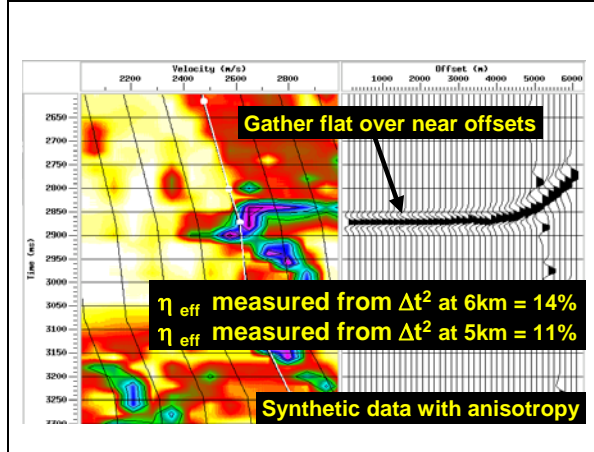 Velocity (m/s)
2200 2400 2600 2800
Offset (m)
1000 2000 3000 4000 5000 6000
Time (ms)
2650
2700
2750
2800
2850
2900
2950
3000
3050
3100
3150
3200
3250
3300
Gather flat over near offsets
η eff measured from Δt² at 6km = 14%
η eff measured from Δt² at 5km = 11%
Synthetic data with anisotropy